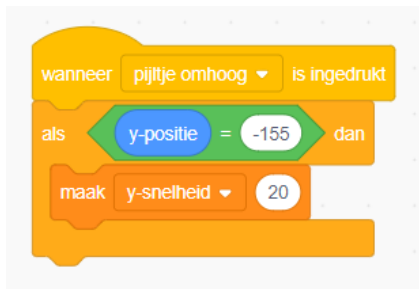 wanneer pijltje omhoog is ingedrukt
als y-positie = -155 dan
maak y-snelheid 20